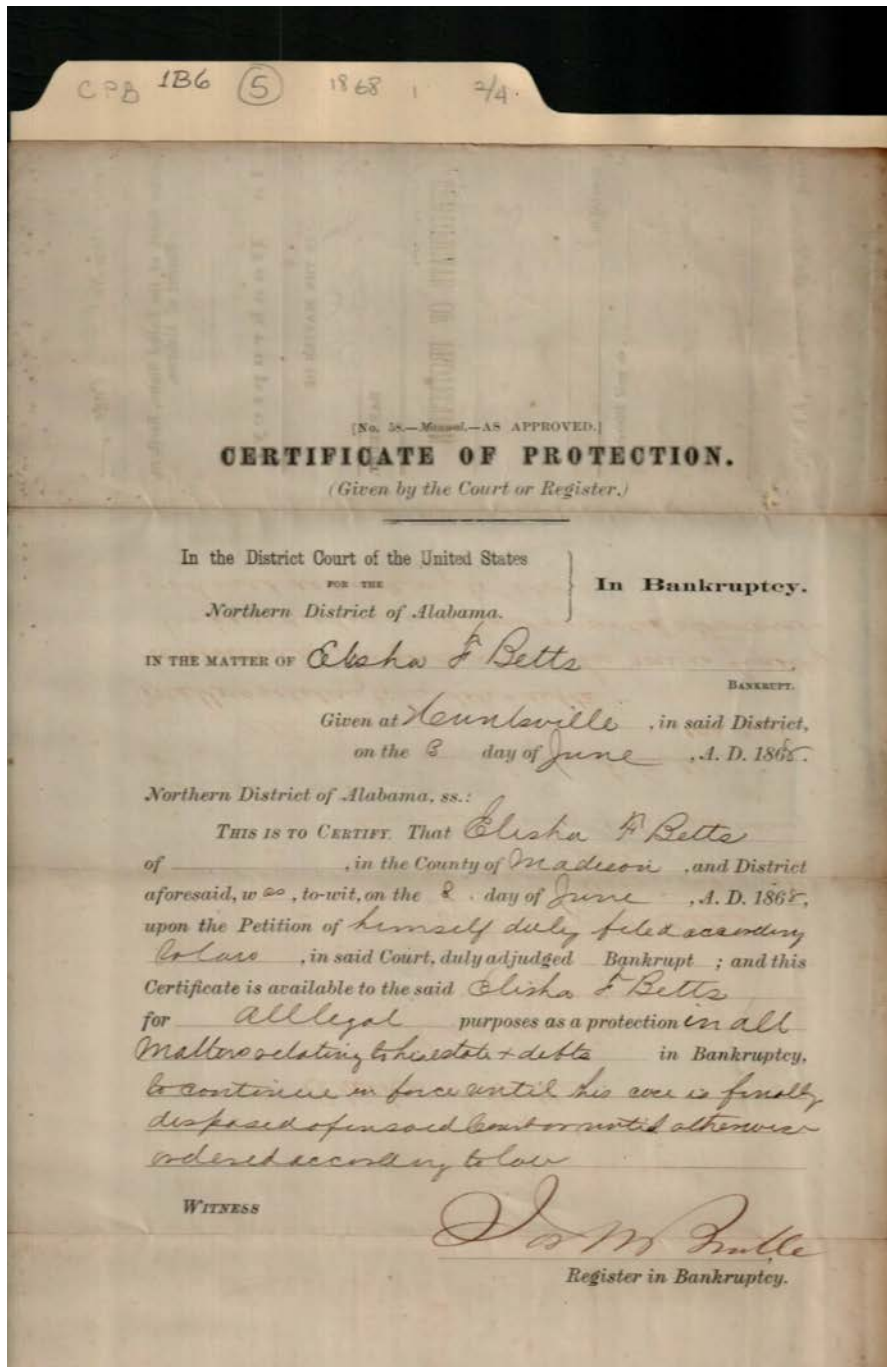 CPB 1B6 5 1868 1 2/4.
[No. 58.—Manual.—AS APPROVED.]
CERTIFICATE OF PROTECTION.
(Given by the Court or Register.)
In the District Court of the United States
FOR THE
Northern District of Alabama.
In Bankruptcy.
IN THE MATTER OF Elisha F Betts
BANKRUPT.
Given at Huntsville, in said District,
on the 8 day of June, A. D. 1868.
Northern District of Alabama, ss.:
THIS IS TO CERTIFY. That Elisha F Betts
of , in the County of Madison, and District
aforesaid, was, to-wit, on the 8 day of June, A. D. 1868,
upon the Petition of himself duly filed according
to law, in said Court, duly adjudged Bankrupt ; and this
Certificate is available to the said Elisha F Betts
for all legal purposes as a protection in all
Matters relating to his estate + debts in Bankruptcy,
to continue in force until his case is finally
disposed of in said Court or until otherwise
ordered according to law
WITNESS
Register in Bankruptcy.